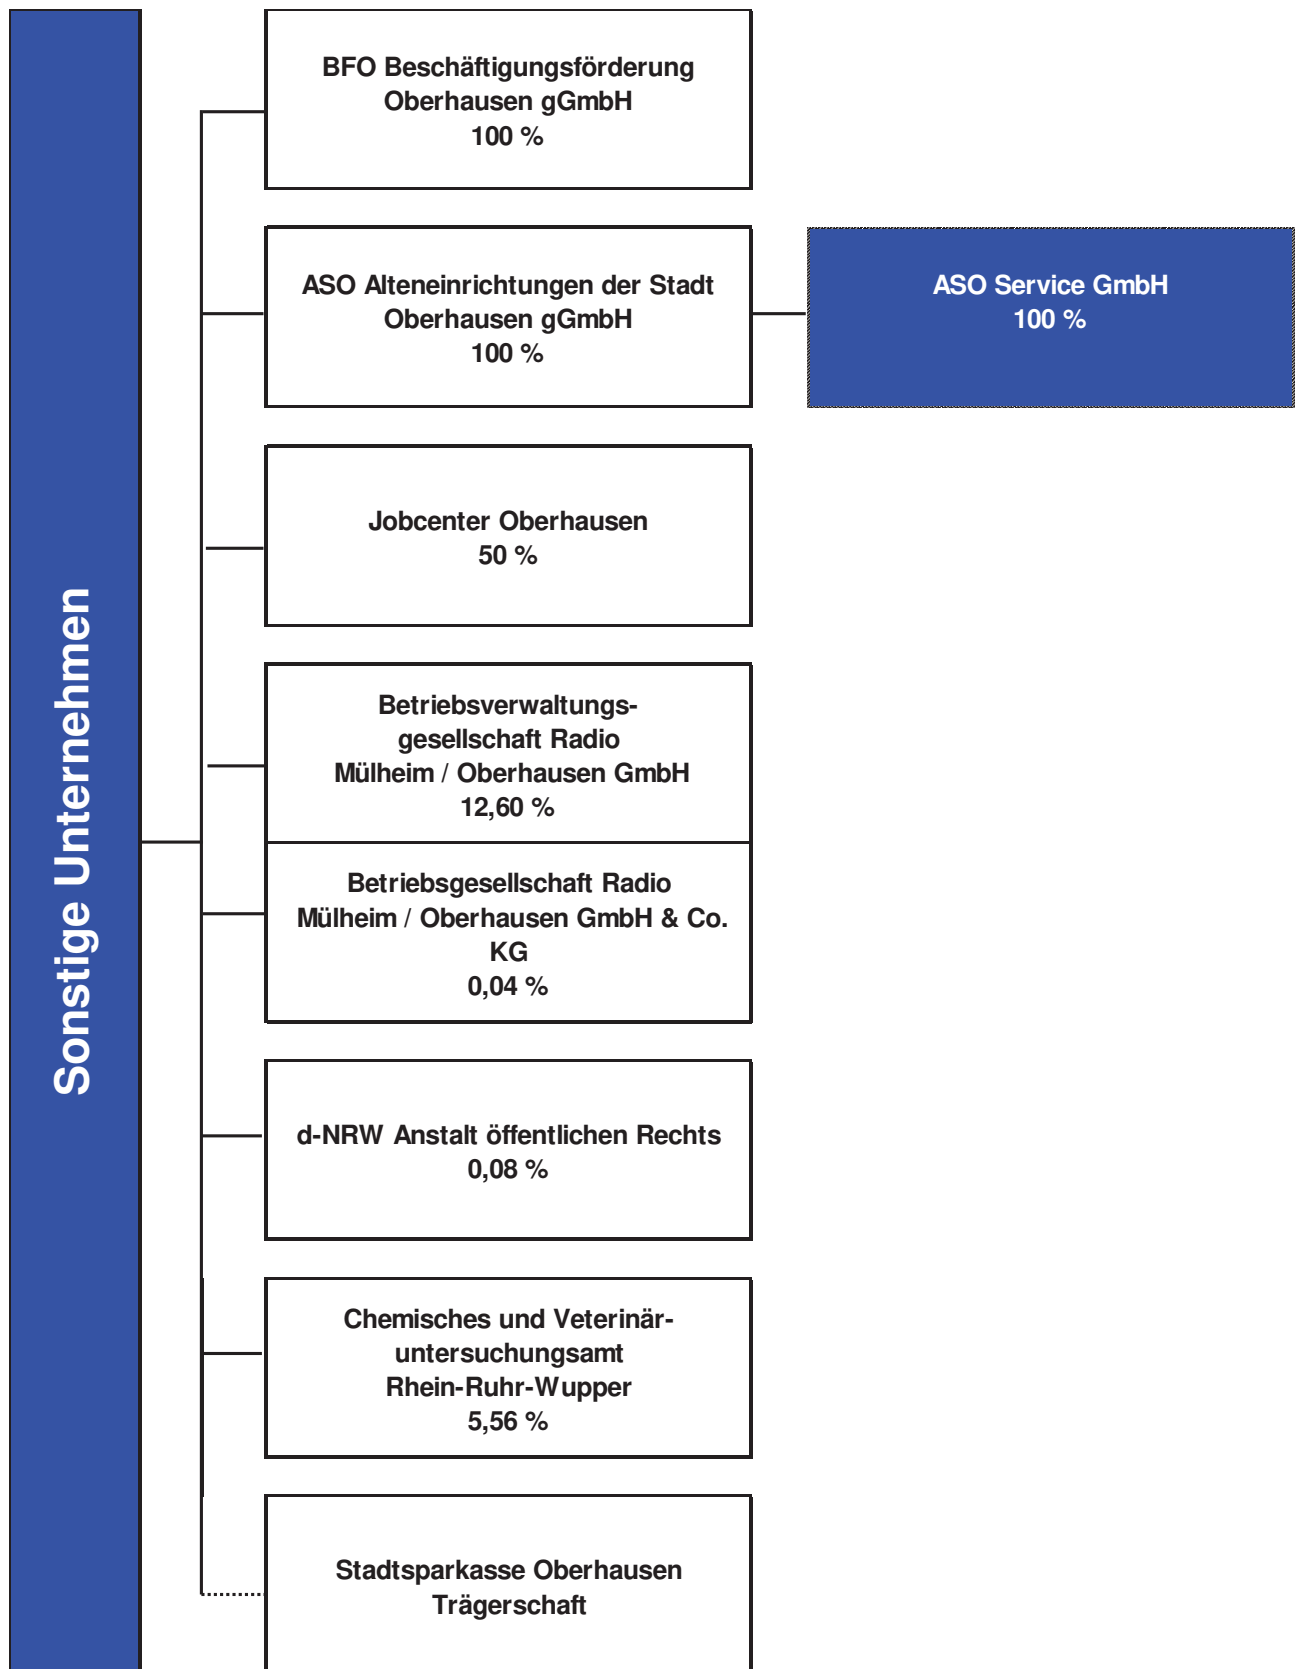 Sonstige Unternehmen
BFO Beschäftigungsförderung
Oberhausen gGmbH
100 %
ASO Alteneinrichtungen der Stadt
Oberhausen gGmbH
100 %
ASO Service GmbH
100 %
Jobcenter Oberhausen
50 %
Betriebsverwaltungs-
gesellschaft Radio
Mülheim / Oberhausen GmbH
12,60 %
Betriebsgesellschaft Radio
Mülheim / Oberhausen GmbH & Co.
KG
0,04 %
d-NRW Anstalt öffentlichen Rechts
0,08 %
Chemisches und Veterinär-
untersuchungsamt
Rhein-Ruhr-Wupper
5,56 %
Stadtsparkasse Oberhausen
Trägerschaft